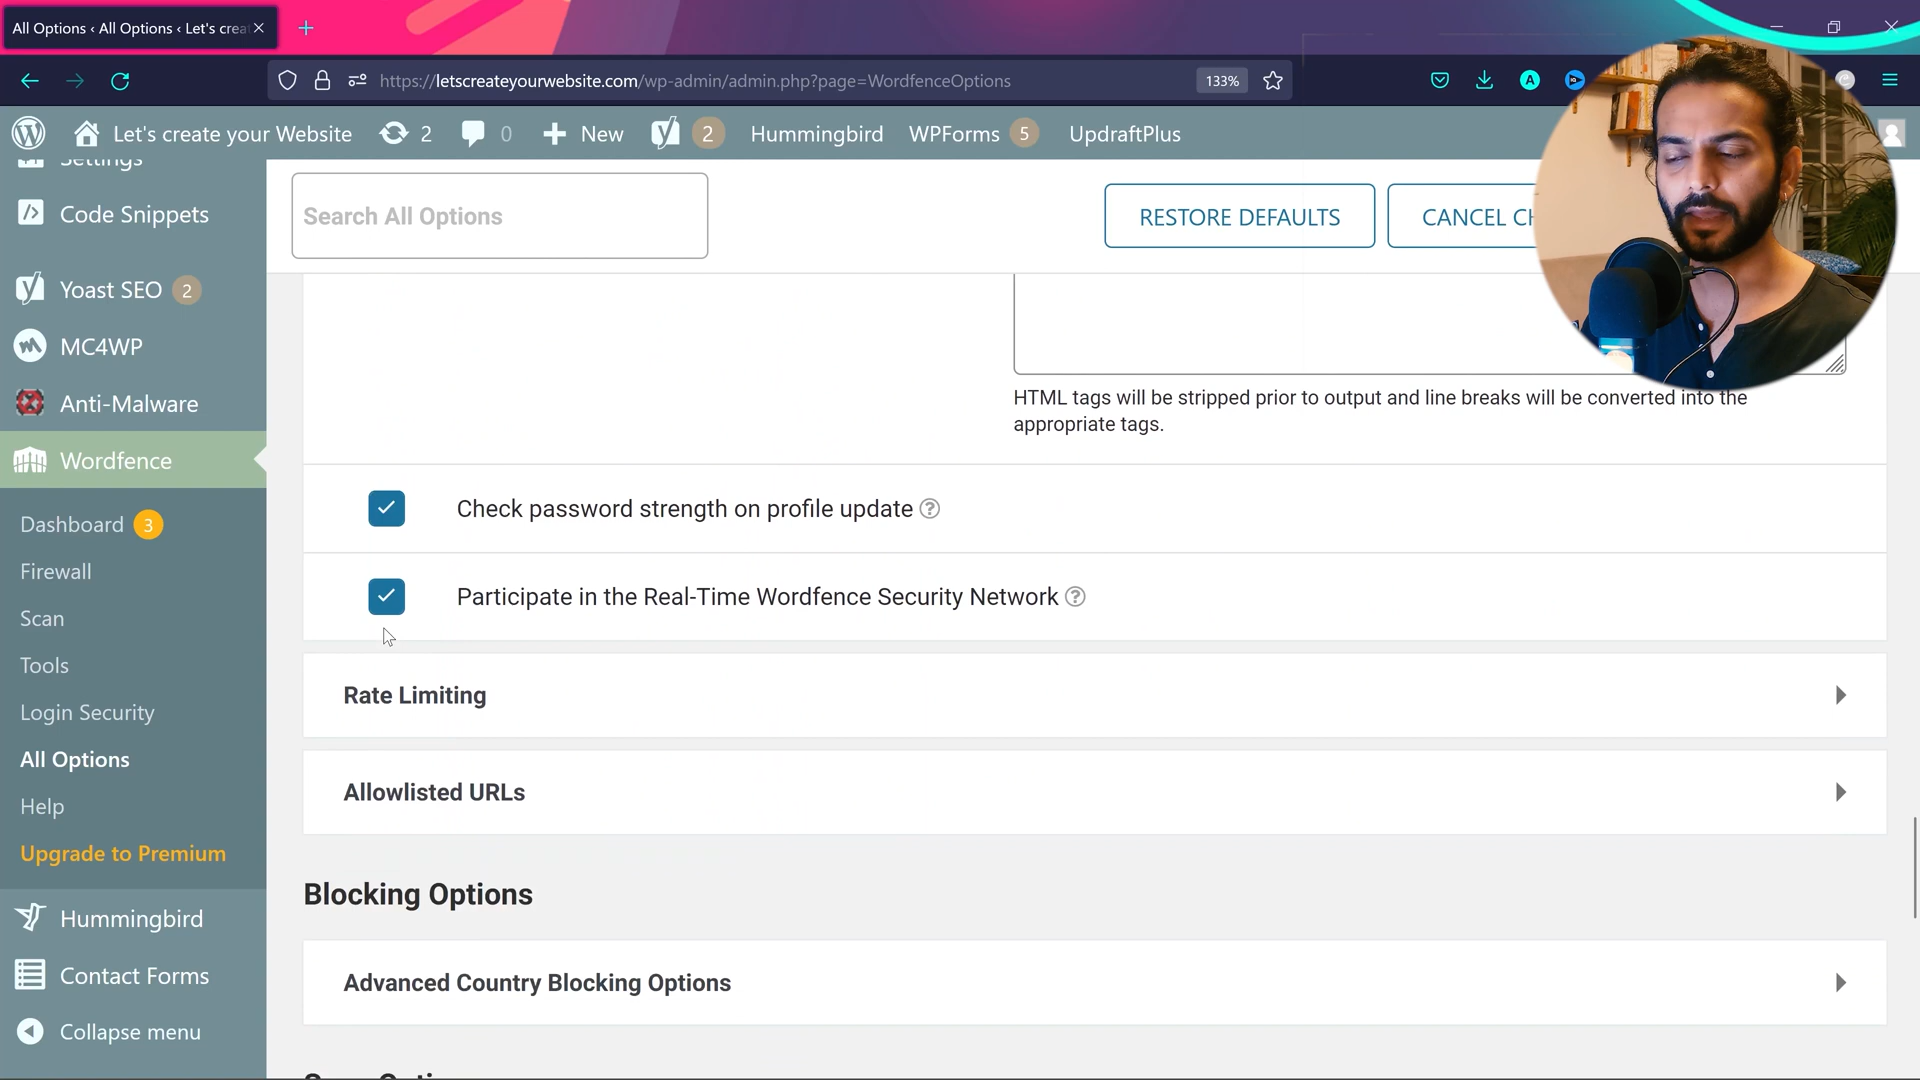 All Options ‹ All Options ‹ Let's crea
https://letscreateyourwebsite.com/wp-admin/admin.php?page=WordfenceOptions
133%
Let's create your Website
2
0
New
2
Hummingbird
WPForms 5
UpdraftPlus
Settings
Code Snippets
Yoast SEO 2
MC4WP
Anti-Malware
Wordfence
Dashboard 3
Firewall
Scan
Tools
Login Security
All Options
Help
Upgrade to Premium
Hummingbird
Contact Forms
Collapse menu
Search All Options
RESTORE DEFAULTS
CANCEL CH
HTML tags will be stripped prior to output and line breaks will be converted into the
appropriate tags.
Check password strength on profile update
Participate in the Real-Time Wordfence Security Network
Rate Limiting
Allowlisted URLs
Blocking Options
Advanced Country Blocking Options